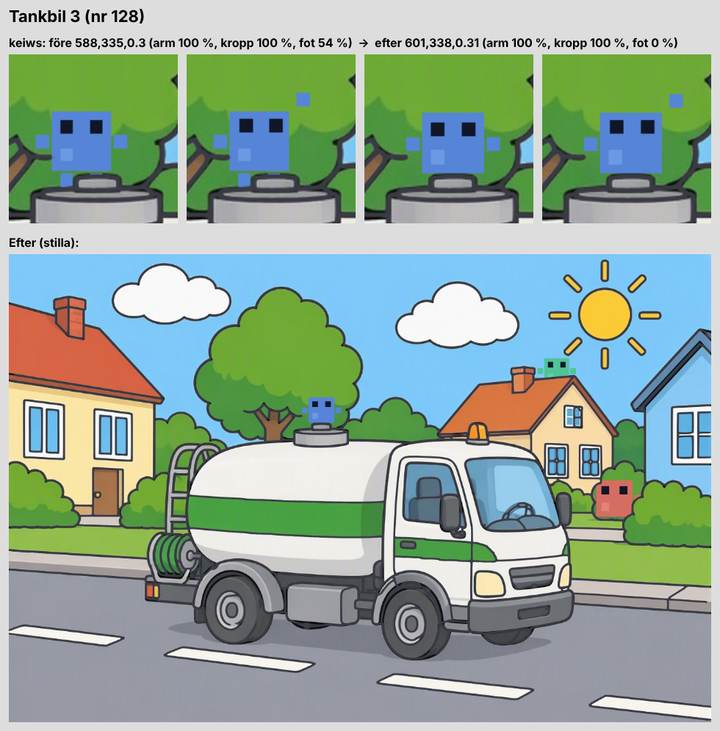 Tankbil 3 (nr 128)
keiws: före 588,335,0.3 (arm 100 %, kropp 100 %, fot 54 %) → efter 601,338,0.31 (arm 100 %, kropp 100 %, fot 0 %)
Efter (stilla):